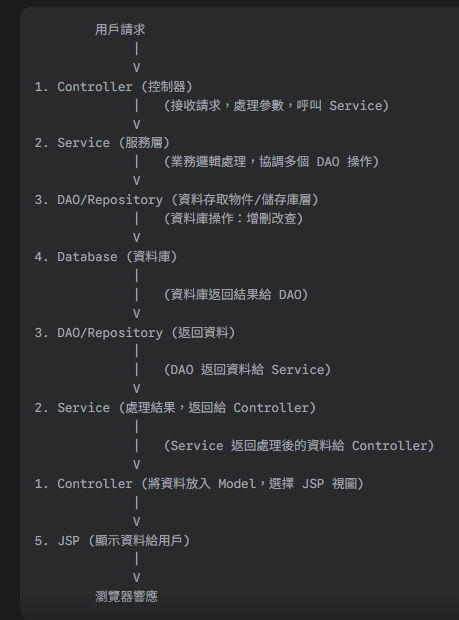 用戶請求
|
V
1. Controller (控制器)
| (接收請求，處理參數，呼叫 Service)
V
2. Service (服務層)
| (業務邏輯處理，協調多個 DAO 操作)
V
3. DAO/Repository (資料存取物件/儲存庫層)
| (資料庫操作：增刪改查)
V
4. Database (資料庫)
|
| (資料庫返回結果給 DAO)
V
3. DAO/Repository (返回資料)
|
| (DAO 返回資料給 Service)
V
2. Service (處理結果，返回給 Controller)
|
| (Service 返回處理後的資料給 Controller)
V
1. Controller (將資料放入 Model，選擇 JSP 視圖)
|
V
5. JSP (顯示資料給用戶)
|
V
瀏覽器響應